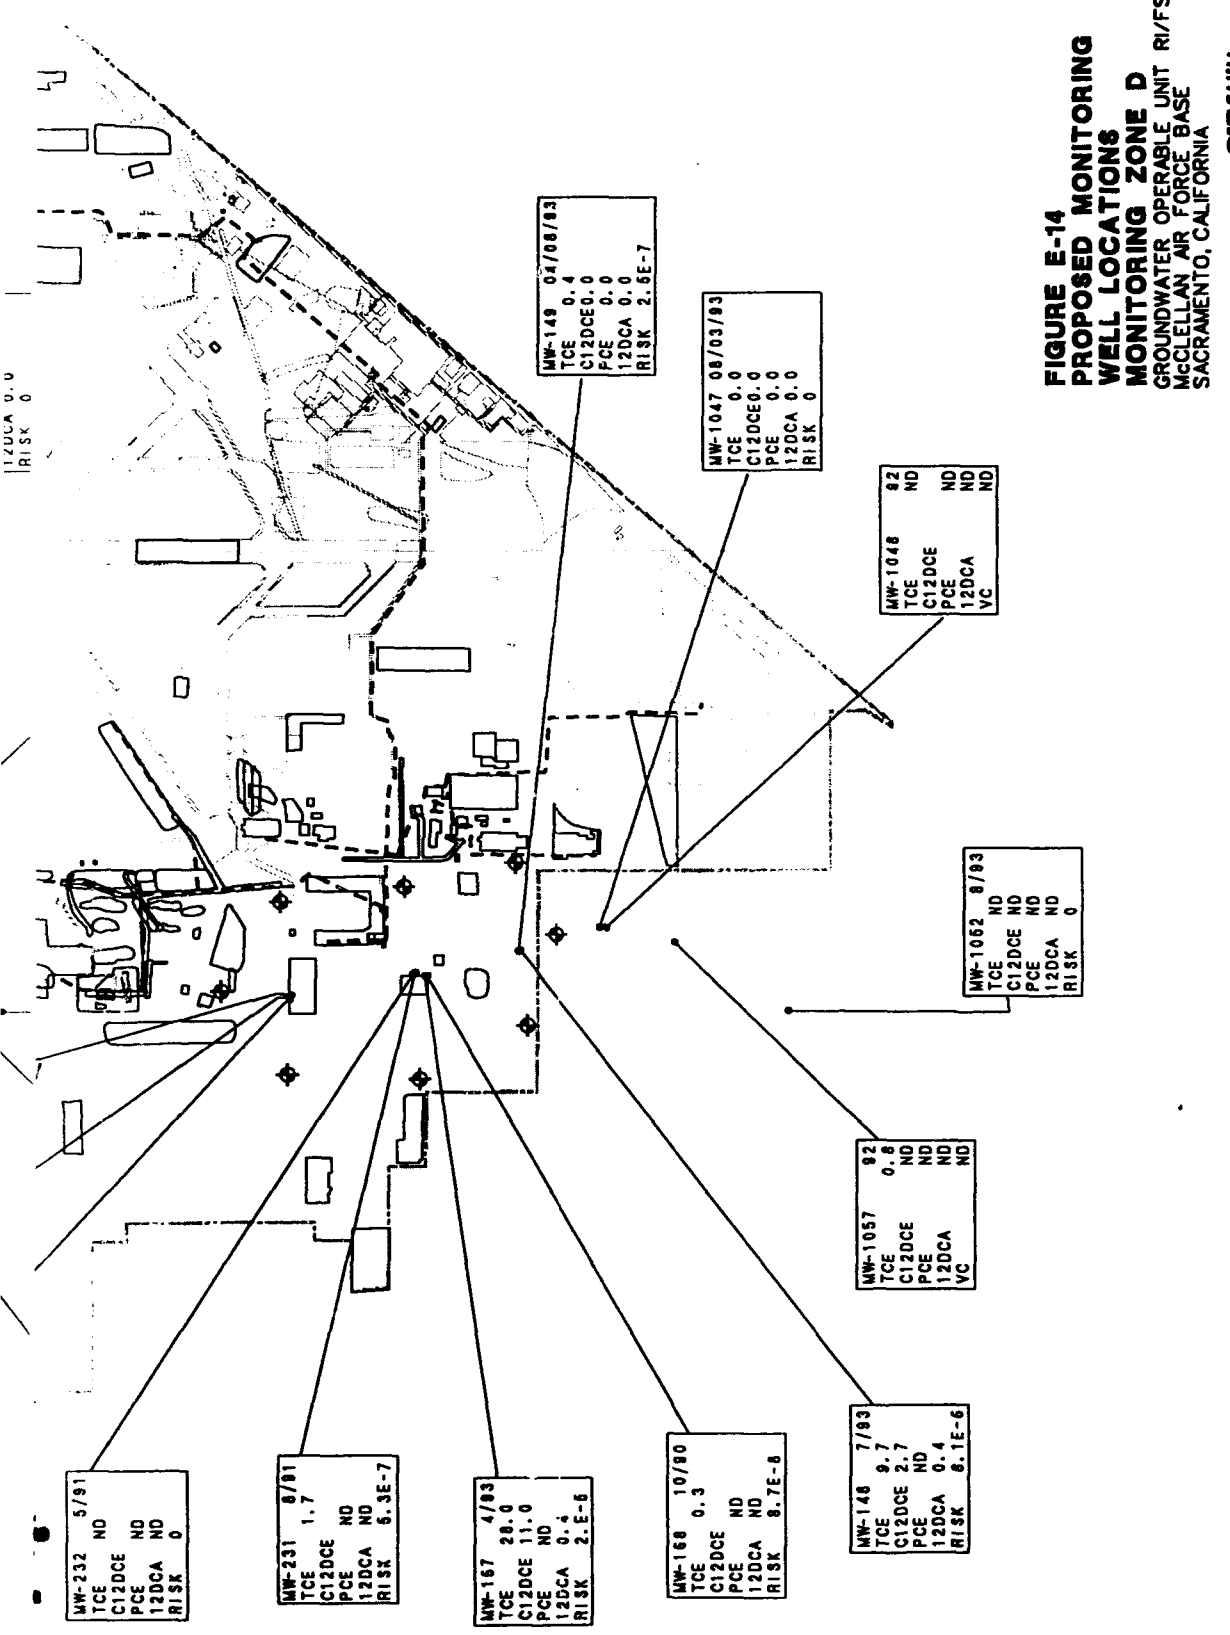 12DCA 0.0
RISK 0
MW-149 04/08/93
TCE 0.4
C12DCE0.0
PCE 0.0
12DCA 0.0
RISK 2.5E-7
MW-1047 08/03/93
TCE 0.0
C12DCE0.0
PCE 0.0
12DCA 0.0
RISK 0
MW-1046 92
TCE ND
C12DCE
PCE ND
12DCA ND
VC ND
MW-1052 8/93
TCE ND
C12DCE ND
PCE ND
12DCA ND
RISK 0
MW-1057 92
TCE 0.8
C12DCE ND
PCE ND
12DCA ND
VC ND
MW-232 5/91
TCE ND
C12DCE
PCE ND
12DCA ND
RISK 0
MW-231 8/91
TCE 1.7
C12DCE
PCE ND
12DCA ND
RISK 5.3E-7
MW-157 4/93
TCE 28.0
C12DCE 11.0
PCE ND
12DCA 0.4
RISK 2.E-5
MW-158 10/90
TCE 0.3
C12DCE
PCE ND
12DCA ND
RISK 8.7E-8
MW-148 7/93
TCE 9.7
C12DCE 2.7
PCE ND
12DCA 0.4
RISK 8.1E-6
FIGURE E-14
PROPOSED MONITORING
WELL LOCATIONS
MONITORING ZONE D
GROUNDWATER OPERABLE UNIT RI/FS
McCLELLAN AIR FORCE BASE
SACRAMENTO, CALIFORNIA